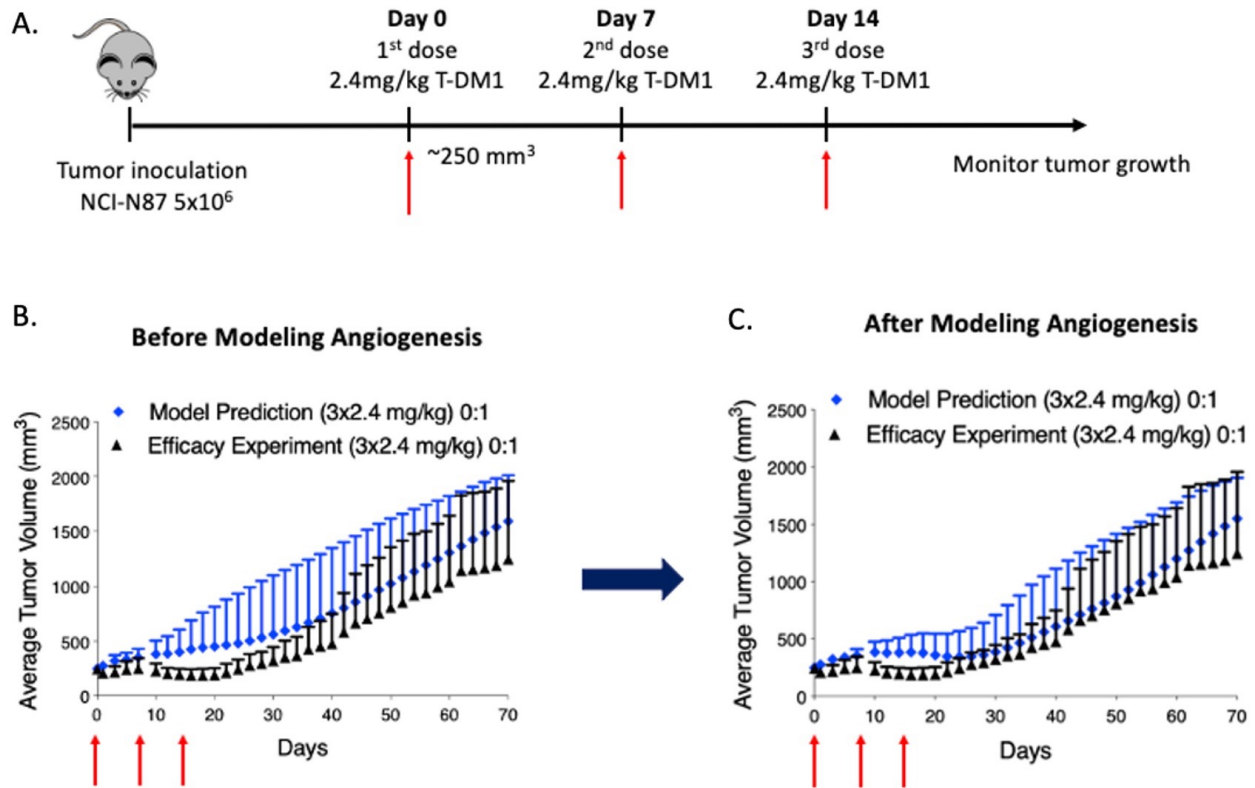 A.
Day 0
1st dose
2.4mg/kg T-DM1
Day 7
2nd dose
2.4mg/kg T-DM1
Day 14
3rd dose
2.4mg/kg T-DM1
Tumor inoculation
NCI-N87 5x10⁶
~250 mm³
Monitor tumor growth
B.
Before Modeling Angiogenesis
Model Prediction (3x2.4 mg/kg) 0:1
Efficacy Experiment (3x2.4 mg/kg) 0:1
Average Tumor Volume (mm³)
2500
2000
1500
1000
500
0
0 10 20 30 40 50 60 70
Days
C.
After Modeling Angiogenesis
Model Prediction (3x2.4 mg/kg) 0:1
Efficacy Experiment (3x2.4 mg/kg) 0:1
Average Tumor Volume (mm³)
2500
2000
1500
1000
500
0
0 10 20 30 40 50 60 70
Days